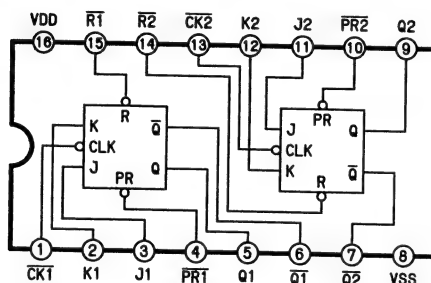 VDD R1 R2 CK2 K2 J2 PR2 Q2
16 15 14 13 12 11 10 9
R Q
K
CLK
J
PR
Q
PR
J Q
CLK
K Q
R
1 2 3 4 5 6 7 8
CK1 K1 J1 PR1 Q1 Q1 Q2 VSS